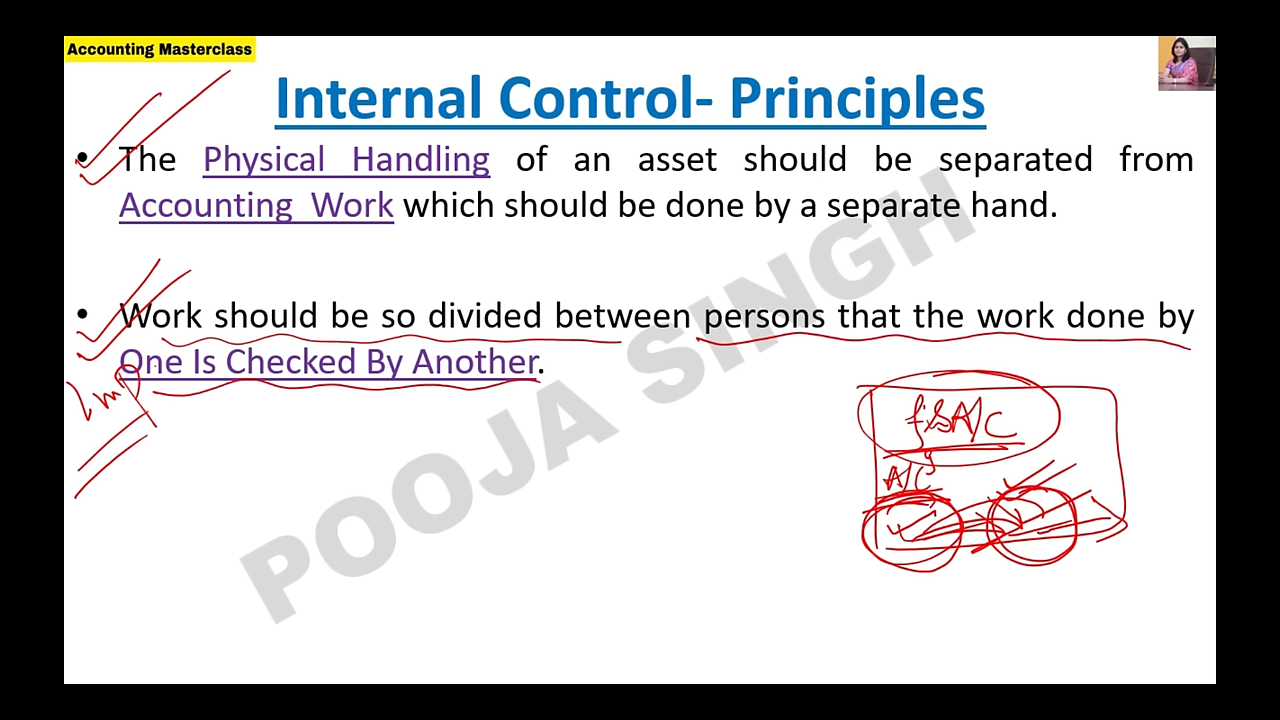 Accounting Masterclass
Internal Control- Principles
• The Physical Handling of an asset should be separated from
Accounting Work which should be done by a separate hand.
• Work should be so divided between persons that the work done by
One Is Checked By Another.
Imp
A/C
POOJA SINGH